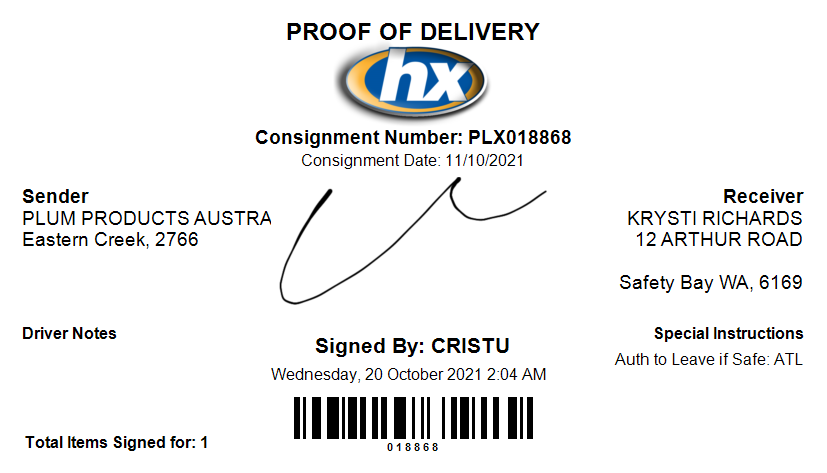 PROOF OF DELIVERY
hx
Consignment Number: PLX018868
Consignment Date: 11/10/2021
Sender
PLUM PRODUCTS AUSTRA
Eastern Creek, 2766
Receiver
KRYSTI RICHARDS
12 ARTHUR ROAD
Safety Bay WA, 6169
Driver Notes
Signed By: CRISTU
Wednesday, 20 October 2021 2:04 AM
Special Instructions
Auth to Leave if Safe: ATL
Total Items Signed for: 1
018868